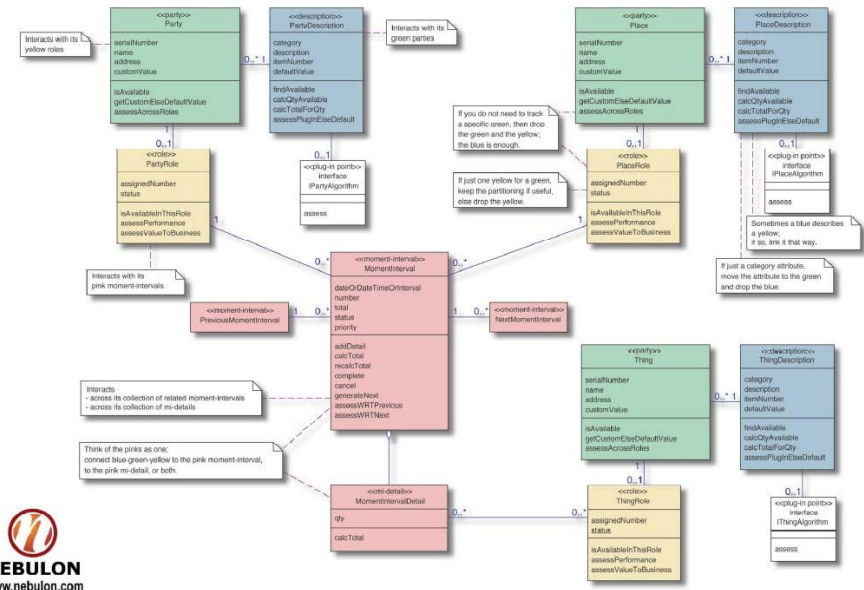 <<party>>
Party
serialNumber
name
address
customValue
isAvailable
getCustomElseDefaultValue
assessAcrossRoles
Interacts with its
yellow roles
0..* 1
<<description>>
PartyDescription
category
description
itemNumber
defaultValue
findAvailable
calcQtyAvailable
calcTotalForQty
assessPlugInElseDefault
Interacts with its
green parties
1
0..1
<<role>>
PartyRole
assignedNumber
status
isAvailableInThisRole
assessPerformance
assessValueToBusiness
1
0..1
<<plug-in point>>
interface
IPartyAlgorithm
assess
Interacts with its
pink moment-intervals
1
0..*
<<party>>
Place
serialNumber
name
address
customValue
isAvailable
getCustomElseDefaultValue
assessAcrossRoles
0..* 1
<<description>>
PlaceDescription
category
description
itemNumber
defaultValue
findAvailable
calcQtyAvailable
calcTotalForQty
assessPlugInElseDefault
If you do not need to track
a specific green, then drop
the green and the yellow;
the blue is enough.
If just one yellow for a green,
keep the partitioning if useful,
else drop the yellow.
1
0..1
<<role>>
PlaceRole
assignedNumber
status
isAvailableInThisRole
assessPerformance
assessValueToBusiness
1
0..1
<<plug-in point>>
interface
IPlaceAlgorithm
assess
Sometimes a blue describes
a yellow;
if so, link it that way.
If just a category attribute,
move the attribute to the green
and drop the blue.
1
0..*
<<moment-interval>>
MomentInterval
dateOrDateTimeOrInterval
number
total
status
priority
addDetail
calcTotal
recalcTotal
complete
cancel
generateNext
assessWRTPrevious
assessWRTNext
<<moment-interval>>
PreviousMomentInterval
1 0..*
1 0..*
<<moment-interval>>
NextMomentInterval
Interacts
- across its collection of related moment-intervals
- across its collection of mi-details
Think of the pinks as one;
connect blue-green-yellow to the pink moment-interval,
to the pink mi-detail, or both.
<<mi-detail>>
MomentIntervalDetail
qty
calcTotal
0..* 0..*
<<party>>
Thing
serialNumber
name
address
customValue
isAvailable
getCustomElseDefaultValue
assessAcrossRoles
0..* 1
<<description>>
ThingDescription
category
description
itemNumber
defaultValue
findAvailable
calcQtyAvailable
calcTotalForQty
assessPlugInElseDefault
1
0..1
<<role>>
ThingRole
assignedNumber
status
isAvailableInThisRole
assessPerformance
assessValueToBusiness
1
0..1
<<plug-in point>>
interface
IThingAlgorithm
assess
EBULON
w.nebulon.com